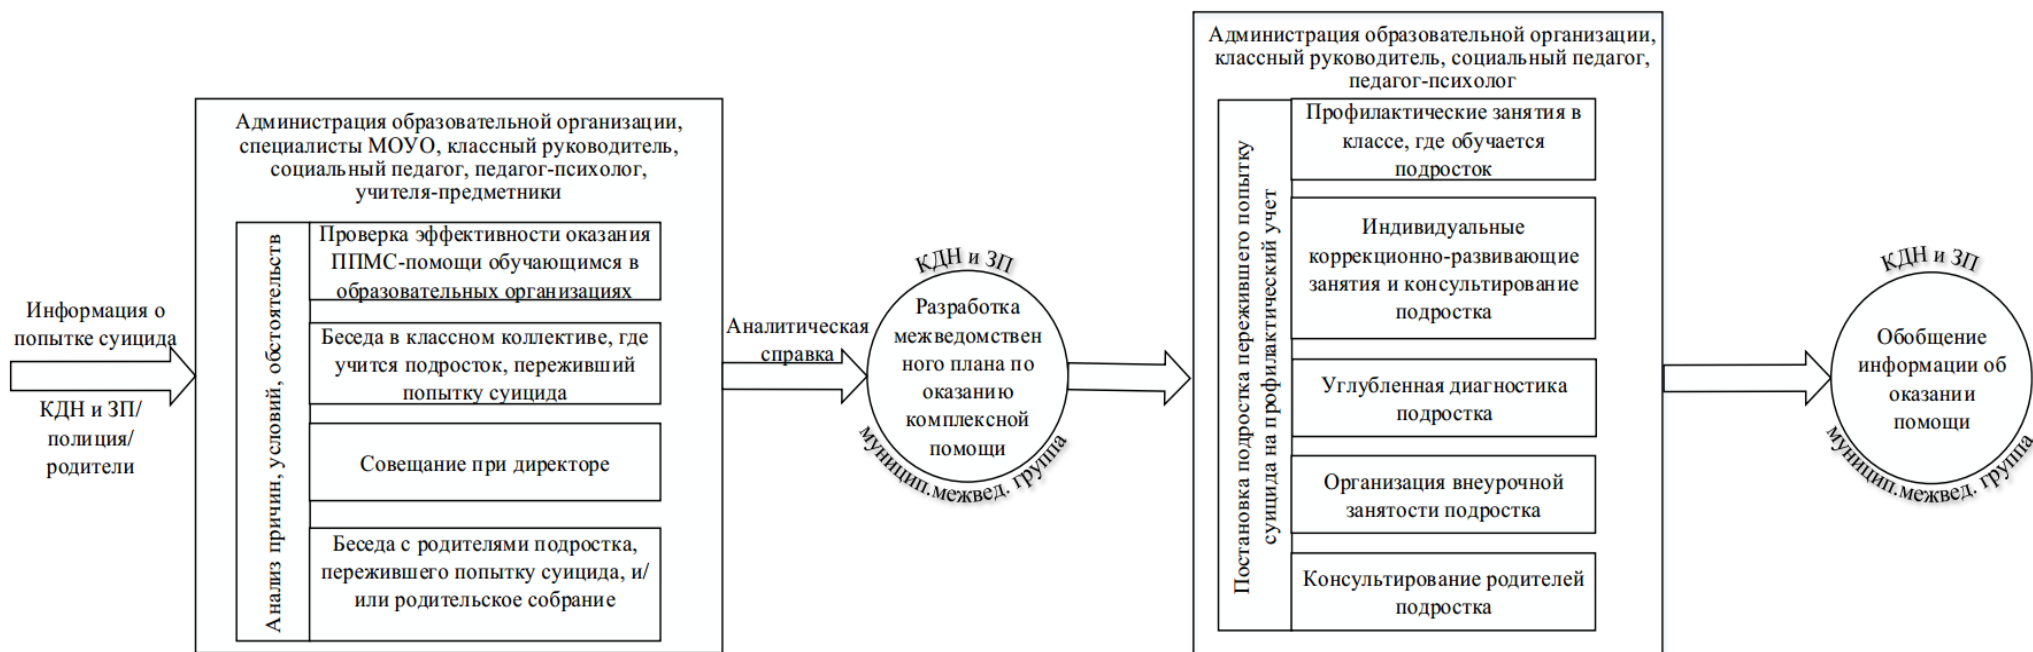 Информация о
попытке суицида
КДН и ЗП/
полиция/
родители
Администрация образовательной организации,
специалисты МОУО, классный руководитель,
социальный педагог, педагог-психолог,
учителя-предметники
Анализ причин, условий, обстоятельств
Проверка эффективности оказания
ППМС-помощи обучающимся в
образовательных организациях
Беседа в классном коллективе, где
учится подросток, переживший
попытку суицида
Совещание при директоре
Беседа с родителями подростка,
пережившего попытку суицида, и/
или родительское собрание
Аналитическая
справка
КДН и ЗП
Разработка
межведомствен
ного плана по
оказанию
комплексной
помощи
муницип.межвед. группа
Администрация образовательной организации,
классный руководитель, социальный педагог,
педагог-психолог
Постановка подростка пережившего попытку
суицида на профилактический учет
Профилактические занятия в
классе, где обучается
подросток
Индивидуальные
коррекционно-развивающие
занятия и консультирование
подростка
Углубленная диагностика
подростка
Организация внеурочной
занятости подростка
Консультирование родителей
подростка
КДН и ЗП
Обобщение
информации об
оказании
помощи
муницип.межвед. группа